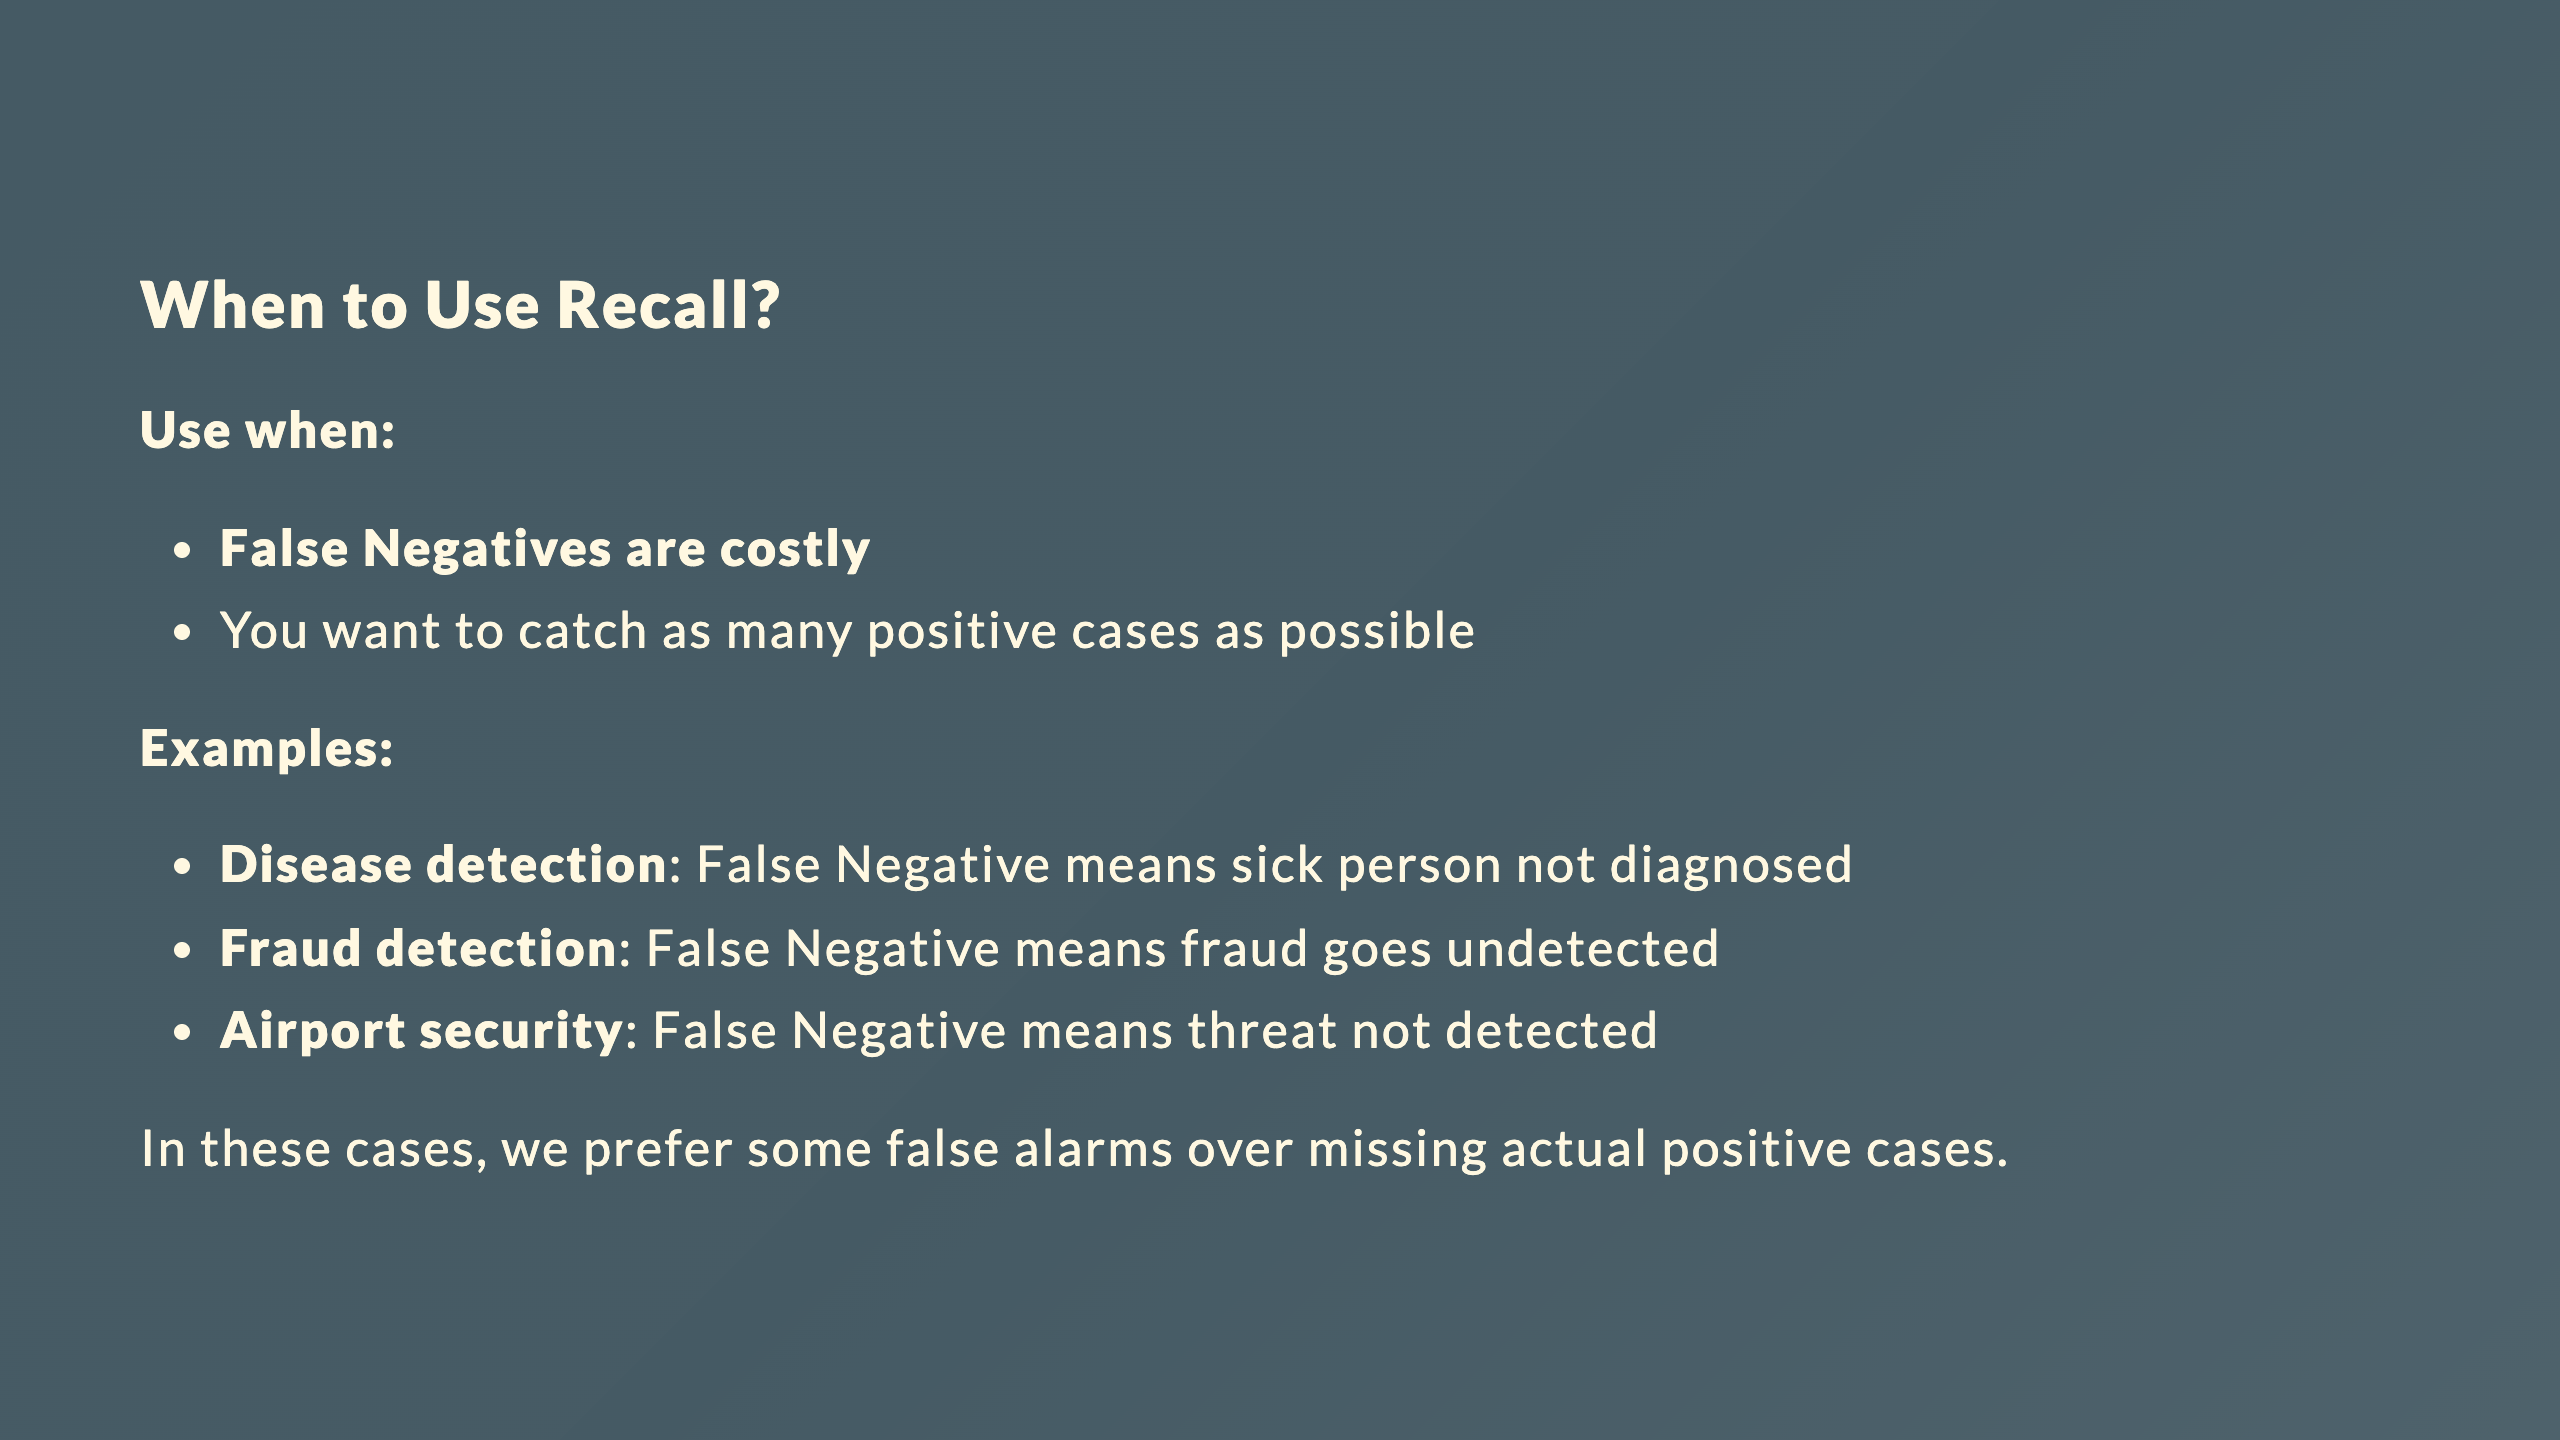 When to Use Recall?
Use when:
• False Negatives are costly
• You want to catch as many positive cases as possible
Examples:
• Disease detection: False Negative means sick person not diagnosed
• Fraud detection: False Negative means fraud goes undetected
• Airport security: False Negative means threat not detected
In these cases, we prefer some false alarms over missing actual positive cases.